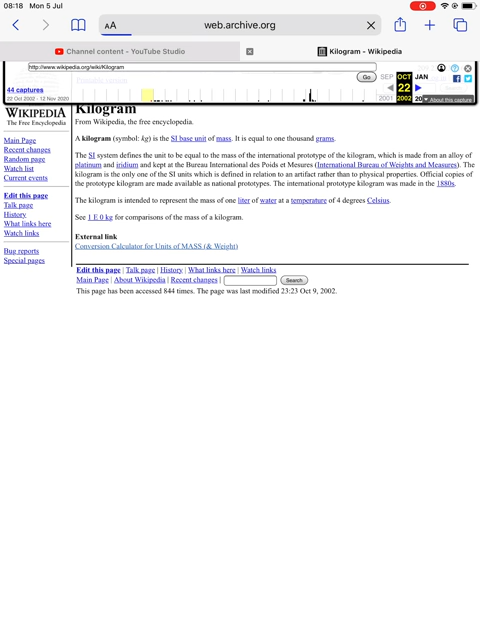 08:18 Mon 5 Jul
AA
web.archive.org
Channel content - YouTube Studio
Kilogram - Wikipedia
http://www.wikipedia.org/wiki/Kilogram
Go
SEP OCT JAN
44 captures
22
22 Oct 2002 - 12 Nov 2020
2001 2002 20
About this capture
WIKIPEDIA
The Free Encyclopedia
Main Page
Recent changes
Random page
Watch list
Current events
Edit this page
Talk page
History
What links here
Watch links
Bug reports
Special pages
Kilogram
From Wikipedia, the free encyclopedia.
A kilogram (symbol: kg) is the SI base unit of mass. It is equal to one thousand grams.
The SI system defines the unit to be equal to the mass of the international prototype of the kilogram, which is made from an alloy of
platinum and iridium and kept at the Bureau International des Poids et Mesures (International Bureau of Weights and Measures). The
kilogram is the only one of the SI units which is defined in relation to an artifact rather than to physical properties. Official copies of
the prototype kilogram are made available as national prototypes. The international prototype kilogram was made in the 1880s.
The kilogram is intended to represent the mass of one liter of water at a temperature of 4 degrees Celsius.
See 1 E 0 kg for comparisons of the mass of a kilogram.
External link
Conversion Calculator for Units of MASS (& Weight)
Edit this page | Talk page | History | What links here | Watch links
Main Page | About Wikipedia | Recent changes | Search
This page has been accessed 844 times. The page was last modified 23:23 Oct 9, 2002.